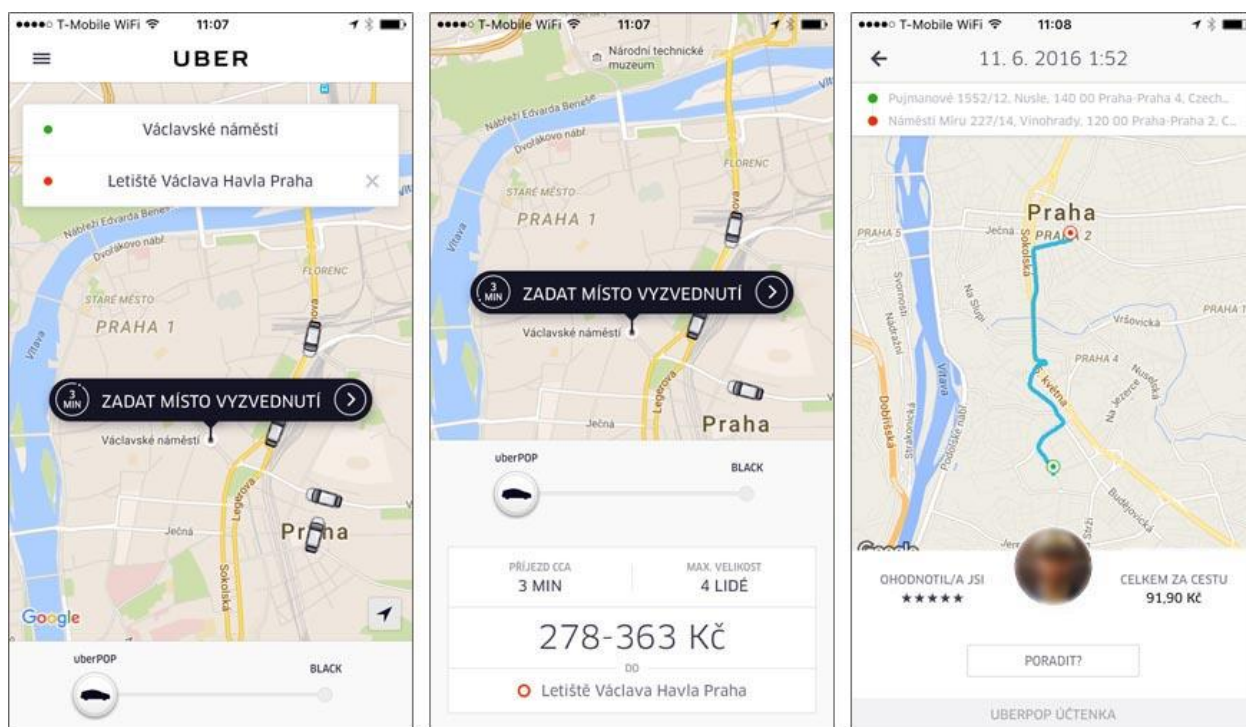 T-Mobile WiFi 11:07
UBER
Václavské náměstí
Letiště Václava Havla Praha
Nábřeží Edvarda Beneše
Dvořákovo nábř.
FLORENC
STARÉ MĚSTO
PRAHA 1
Vltava
3 MIN ZADAT MÍSTO VYZVEDNUTÍ
Václavské náměstí
Legerova
Ječná
Praha
Sokolská
Google
uberPOP
BLACK
T-Mobile WiFi 11:07
Národní technické
muzeum
Nábřeží Edvarda Beneše
Dvořákovo nábř.
FLORENC
STARÉ MĚSTO
PRAHA 1
Vltava
3 MIN ZADAT MÍSTO VYZVEDNUTÍ
Václavské náměstí
Legerova
Ječná
Praha
uberPOP
BLACK
PŘÍJEZD CCA MAX. VELIKOST
3 MIN 4 LIDÉ
278-363 Kč
DO
Letiště Václava Havla Praha
T-Mobile WiFi 11:08
11. 6. 2016 1:52
Pujmanové 1552/12, Nusle, 140 00 Praha-Praha 4, Czech...
Náměstí Míru 227/14, Vinohrady, 120 00 Praha-Praha 2, C...
Praha
PRAHA 5 Ječná PRAHA 2
Sokolská
Svornosti
Nádražní
Na Slupi
Vršovická
PRAHA 1
PRAHA 4
5. května
Nuselská
Na Jezerce
Vltava
Dobříšská
Strakonická
Podolské nábř.
Budějovická
Google
OHODNOTIL/A JSI CELKEM ZA CESTU
★★★★★ 91,90 Kč
PORADIT?
UBERPOP ÚČTENKA